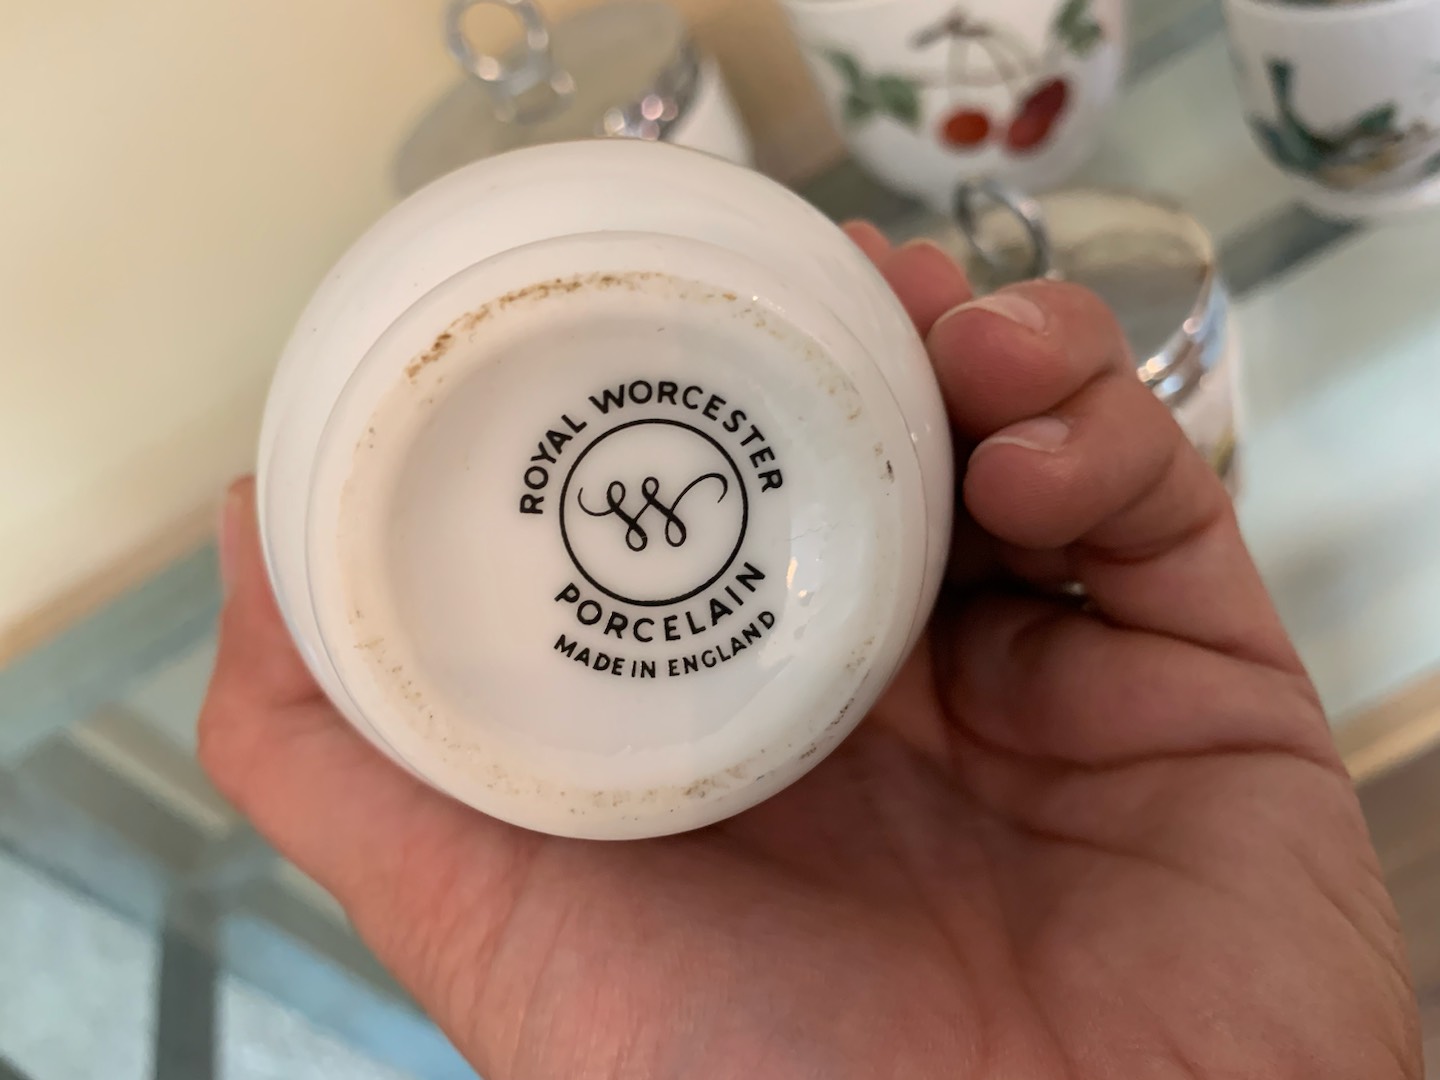 ROYAL WORCESTER
W
PORCELAIN
MADE IN ENGLAND